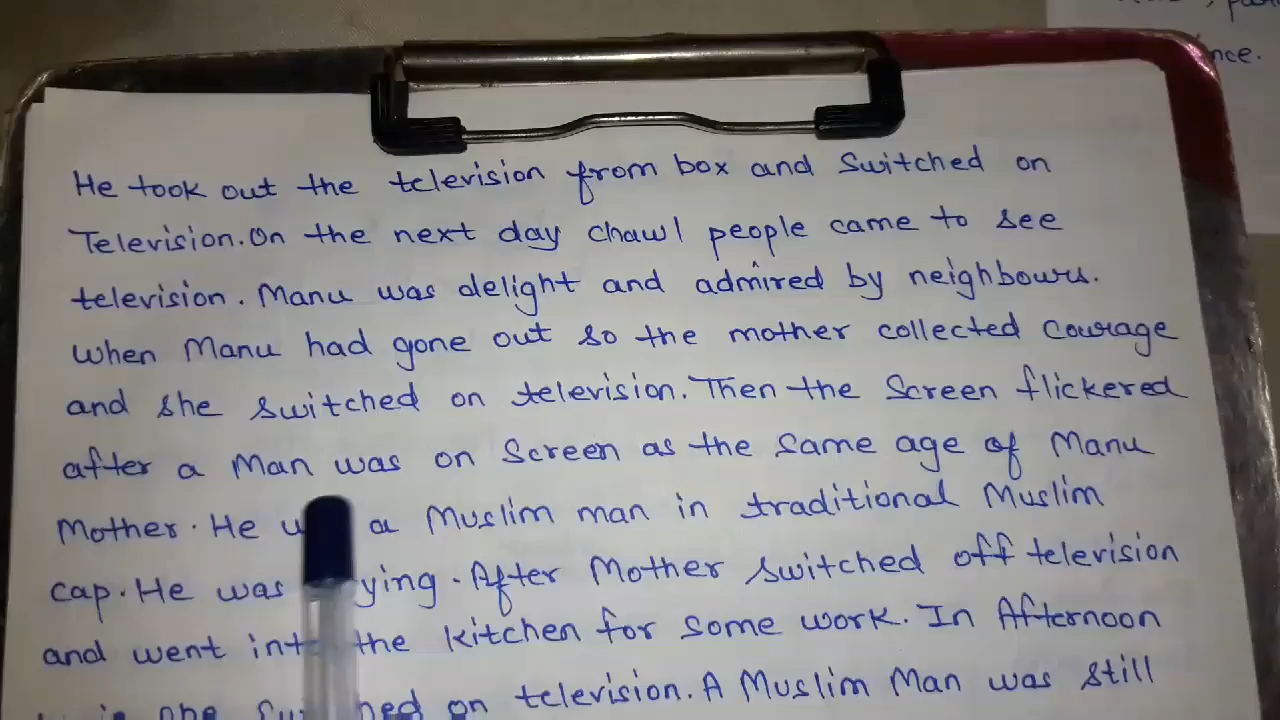 nce.
He took out the television from box and switched on
Television. On the next day chawl people came to see
television. Manu was delight and admired by neighbours.
When Manu had gone out so the mother collected courage
and she switched on television. Then the Screen flickered
after a Man was on Screen as the same age of Manu
Mother. He a Muslim man in traditional Muslim
cap. He was . After Mother switched off television
and went into the kitchen for some work. In Afternoon
on television. A Muslim Man was still